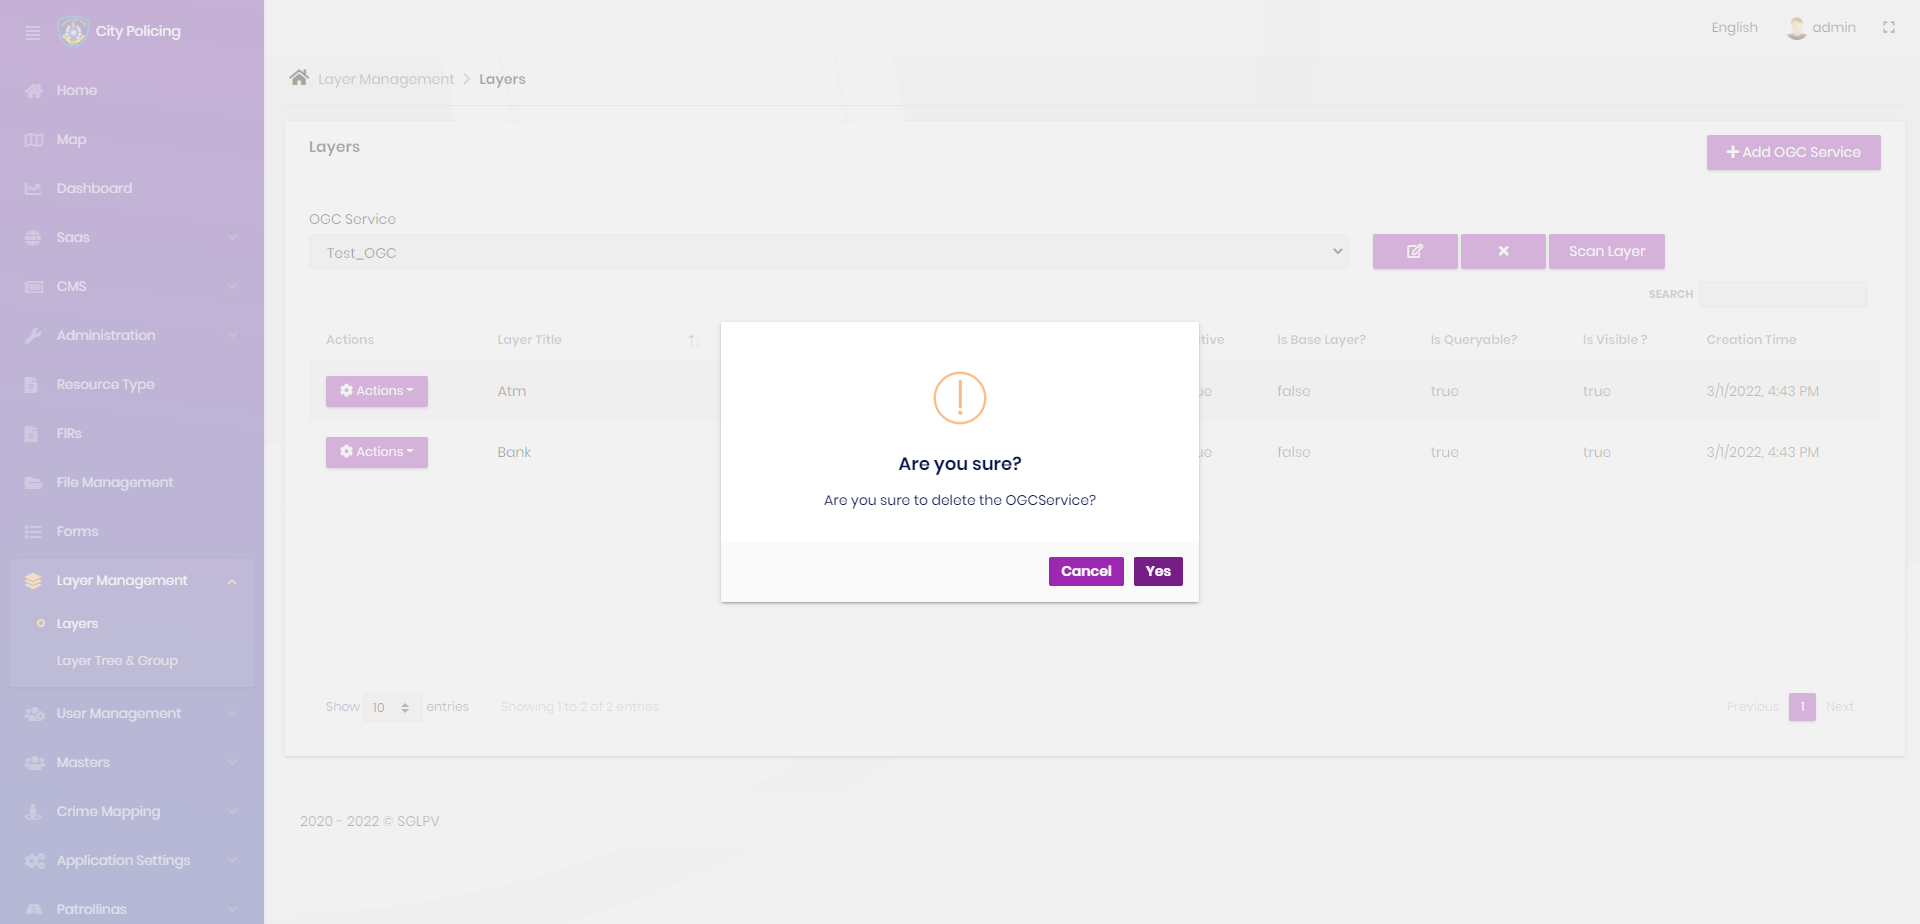 City Policing
English
admin
Home
Map
Dashboard
Saas
CMS
Administration
Resource Type
FIRs
File Management
Forms
Layer Management
Layers
Layer Tree & Group
User Management
Masters
Crime Mapping
Application Settings
Patrollings
Layer Management > Layers
Layers
Add OGC Service
OGC Service
Test_OGC
Scan Layer
SEARCH
Actions Layer Title Is Base Layer? Is Queryable? Is Visible ? Creation Time
Actions Atm false true true 3/1/2022, 4:43 PM
Actions Bank false true true 3/1/2022, 4:43 PM
Are you sure?
Are you sure to delete the OGCService?
Cancel Yes
Show 10 entries Showing 1 to 2 of 2 entries Previous 1 Next
2020 - 2022 © SGLPV